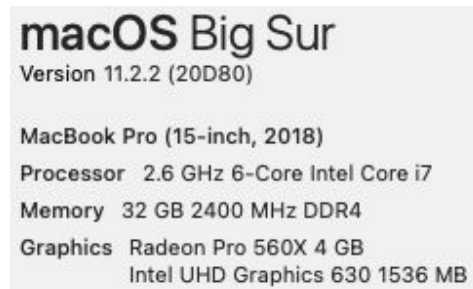 macOS Big Sur
Version 11.2.2 (20D80)
MacBook Pro (15-inch, 2018)
Processor 2.6 GHz 6-Core Intel Core i7
Memory 32 GB 2400 MHz DDR4
Graphics Radeon Pro 560X 4 GB
Intel UHD Graphics 630 1536 MB